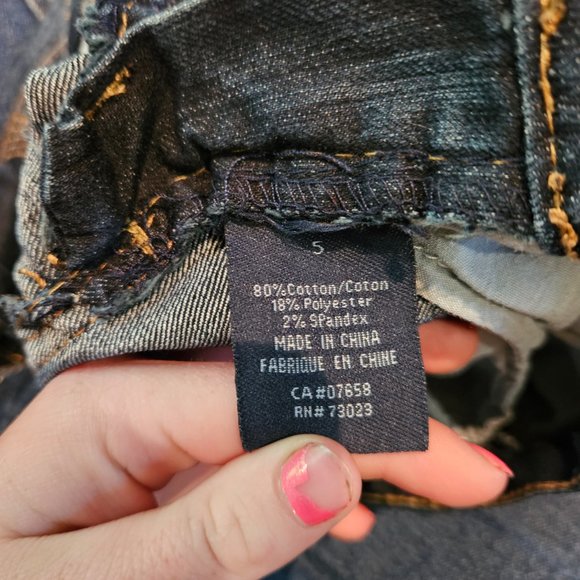 5
80%Cotton/Coton
18% Polyester
2% Spandex
MADE IN CHINA
FABRIQUE EN CHINE
CA#07658
RN# 73023